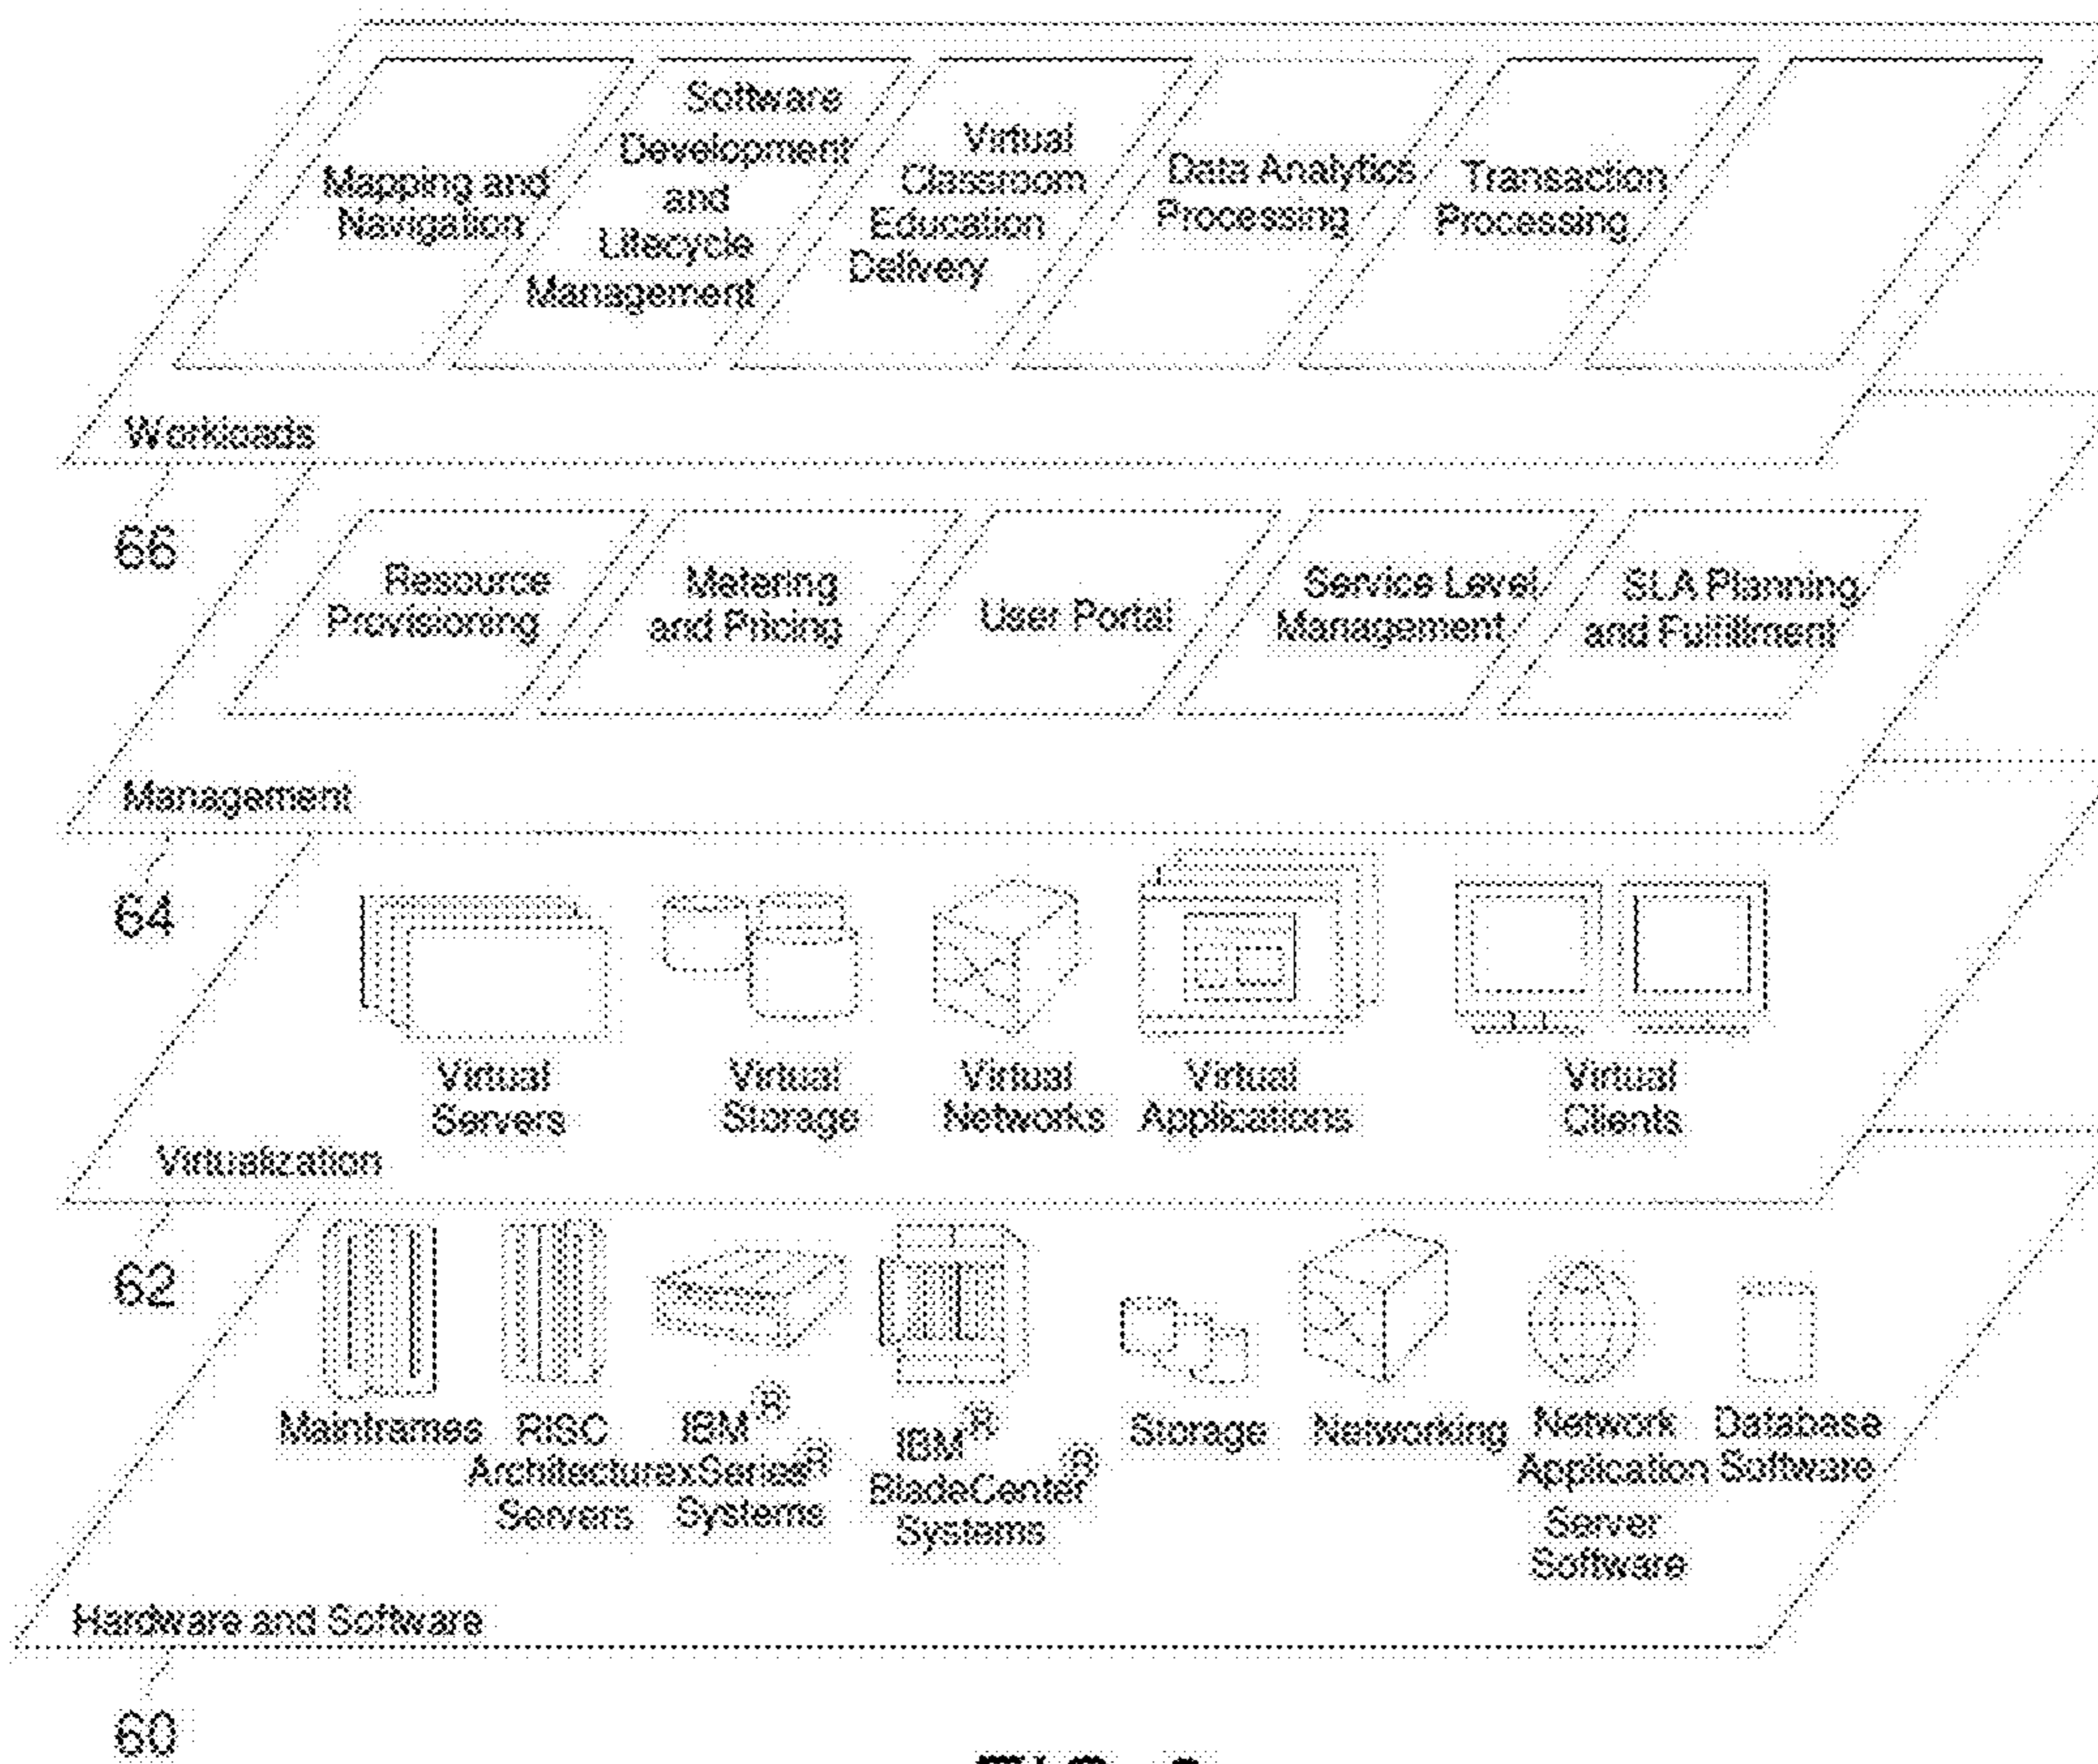 Mapping and
Navigation
Software
Development
and
Lifecycle
Management
Virtual
Classroom
Education
Delivery
Data Analytics
Processing
Transaction
Processing
Workloads
66
Resource
Provisioning
Metering
and Pricing
User Portal
Service Level
Management
SLA Planning
and Fulfillment
Management
64
Virtual
Servers
Virtual
Storage
Virtual
Networks
Virtual
Applications
Virtual
Clients
Virtualization
62
Mainframes
RISC
Architecture
Servers
IBM®
xSeries®
Systems
IBM®
BladeCenter®
Systems
Storage
Networking
Network
Application
Server
Software
Database
Software
Hardware and Software
60